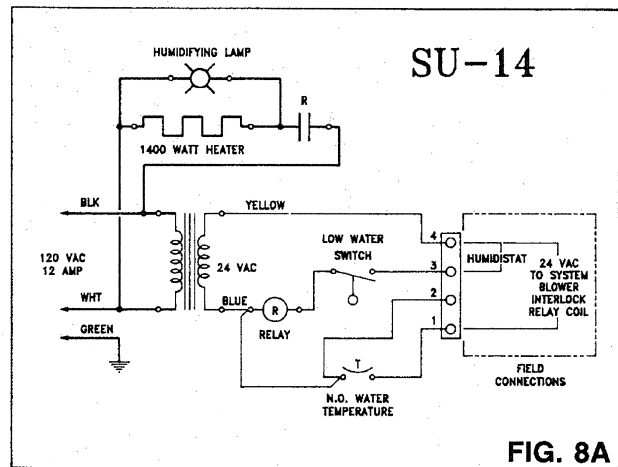 SU-14
HUMIDIFYING LAMP
R
1400 WATT HEATER
BLK
YELLOW
120 VAC
12 AMP
24 VAC
LOW WATER
SWITCH
4
3
2
1
HUMIDISTAT
24 VAC
TO SYSTEM
BLOWER
INTERLOCK
RELAY COIL
WHT
BLUE
R
RELAY
GREEN
T
N.O. WATER
TEMPERATURE
FIELD
CONNECTIONS
FIG. 8A